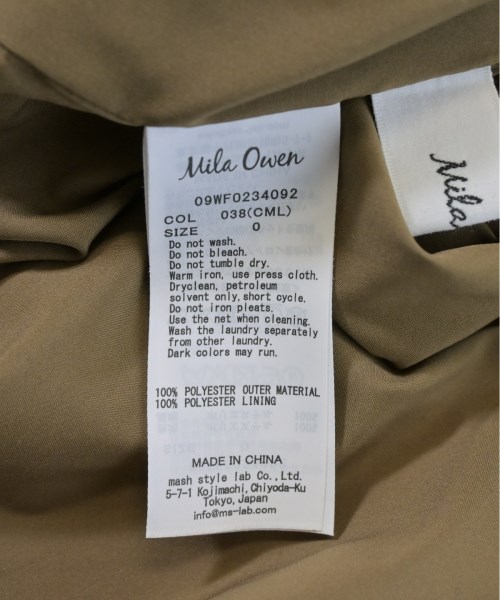 Mila Owen
09WF0234092
COL 038(CML)
SIZE 0
Do not wash.
Do not bleach.
Do not tumble dry.
Warm iron, use press cloth.
Dryclean, petroleum
solvent only,short cycle.
Do not iron pleats.
Use the net when cleaning.
Wash the laundry separately
from other laundry.
Dark colors may run.
100% POLYESTER OUTER MATERIAL
100% POLYESTER LINING
MADE IN CHINA
mash style lab Co.,Ltd.
5-7-1 Kojimachi,Chiyoda-Ku
Tokyo,Japan
info@ms-lab.com
Mila